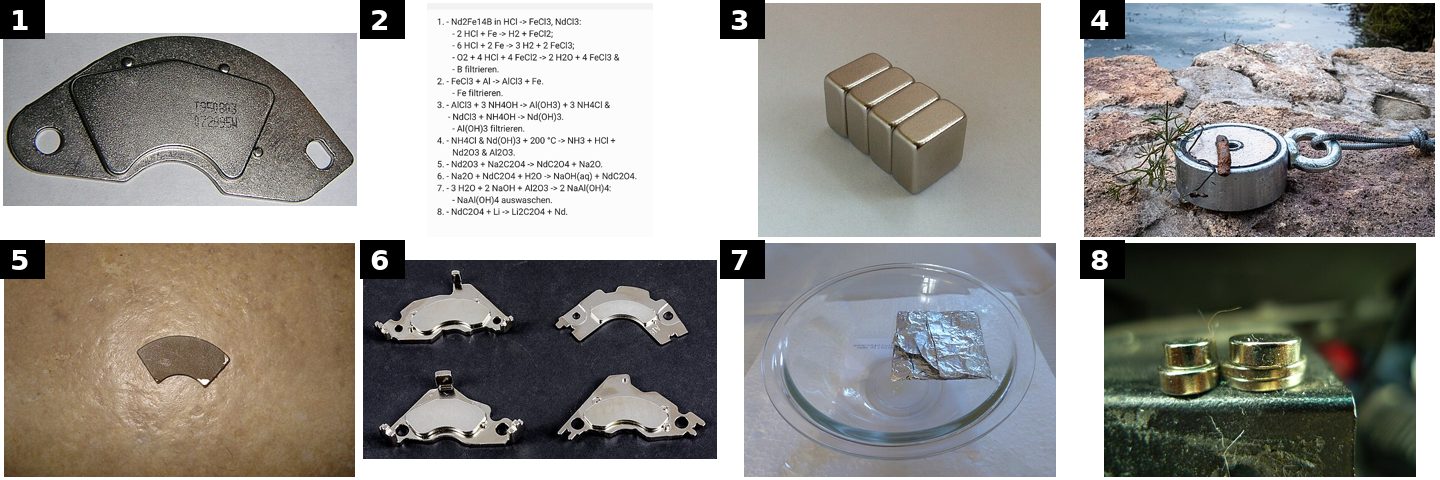 1
2
3
4
5
6
7
8
1. - Nd2Fe14B in HCl -> FeCl3, NdCl3:
- 2 HCl + Fe -> H2 + FeCl2;
- 6 HCl + 2 Fe -> 3 H2 + 2 FeCl3;
- O2 + 4 HCl + 4 FeCl2 -> 2 H2O + 4 FeCl3 &
- B filtrieren.
2. - FeCl3 + Al -> AlCl3 + Fe.
- Fe filtrieren.
3. - AlCl3 + 3 NH4OH -> Al(OH3) + 3 NH4Cl &
- NdCl3 + NH4OH -> Nd(OH)3.
- Al(OH)3 filtrieren.
4. - NH4Cl & Nd(OH)3 + 200 °C -> NH3 + HCl +
Nd2O3 & Al2O3.
5. - Nd2O3 + Na2C2O4 -> NdC2O4 + Na2O.
6. - Na2O + NdC2O4 + H2O -> NaOH(aq) + NdC2O4.
7. - 3 H2O + 2 NaOH + Al2O3 -> 2 NaAl(OH)4:
- NaAl(OH)4 auswaschen.
8. - NdC2O4 + Li -> Li2C2O4 + Nd.